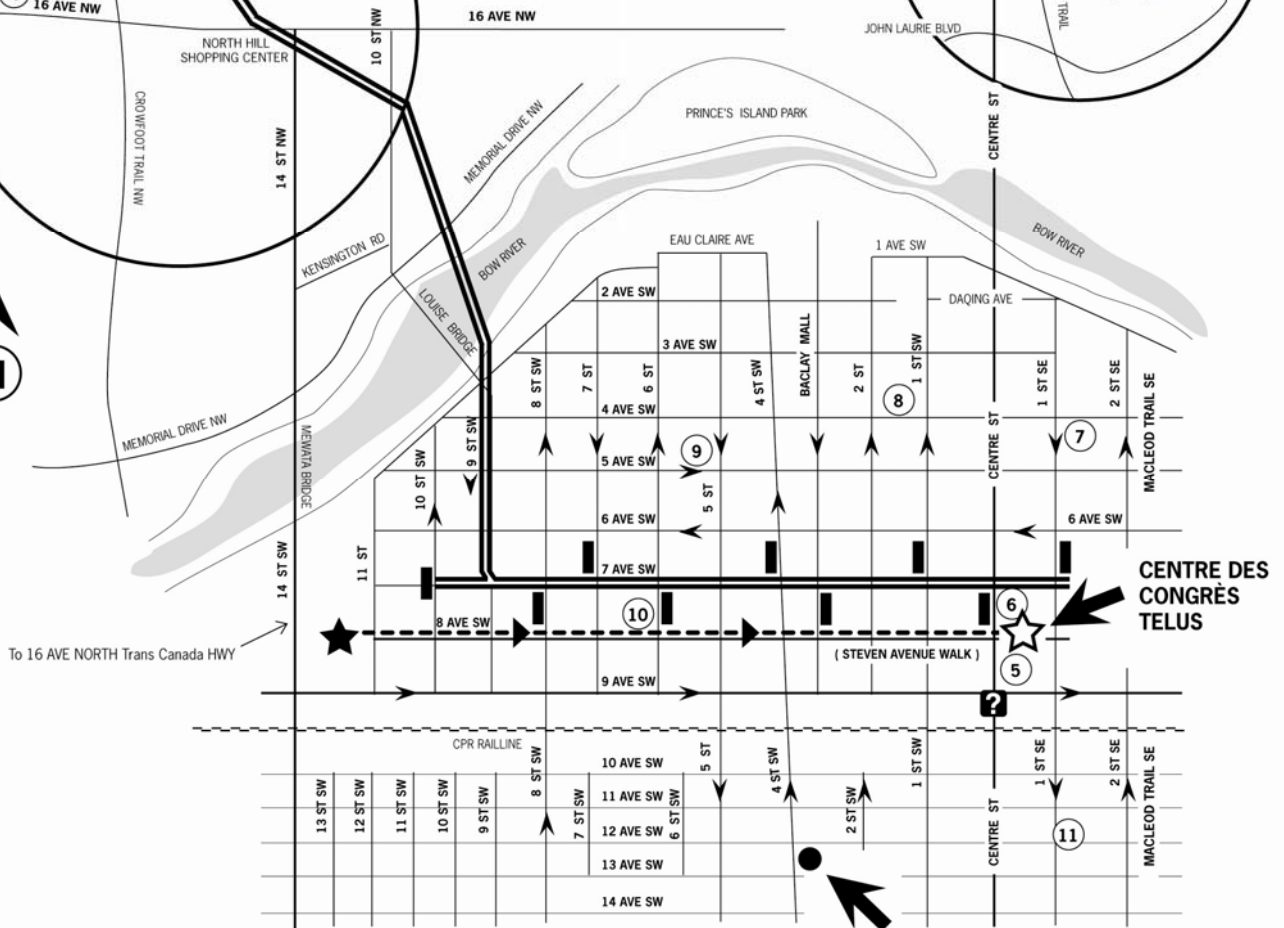 16 AVE NW
16 AVE NW
10 ST NW
NORTH HILL
SHOPPING CENTER
JOHN LAURIE BLVD
TRAIL
CROWFOOT TRAIL NW
14 ST NW
MEMORIAL DRIVE NW
PRINCE'S ISLAND PARK
CENTRE ST
KENSINGTON RD
BOW RIVER
EAU CLAIRE AVE
1 AVE SW
BOW RIVER
LOUISE BRIDGE
2 AVE SW
DAQING AVE
3 AVE SW
8 ST SW
7 ST
6 ST
4 ST SW
BACLAY MALL
2 ST
1 ST SW
1 ST SE
2 ST SE
MACLEOD TRAIL SE
8
4 AVE SW
MEMORIAL DRIVE NW
MEWATA BRIDGE
9 ST SW
10 ST SW
9
7
CENTRE ST
5 AVE SW
5 ST
6 AVE SW
6 AVE SW
14 ST SW
11 ST
7 AVE SW
CENTRE DES
CONGRÈS
TELUS
6
10
8 AVE SW
To 16 AVE NORTH Trans Canada HWY
( STEVEN AVENUE WALK )
5
9 AVE SW
?
CPR RAILLINE
8 ST SW
10 AVE SW
5 ST
4 ST SW
1 ST SW
1 ST SE
2 ST SE
MACLEOD TRAIL SE
13 ST SW
12 ST SW
11 ST SW
10 ST SW
9 ST SW
7 ST SW
11 AVE SW
6 ST SW
2 ST SW
CENTRE ST
12 AVE SW
11
13 AVE SW
14 AVE SW